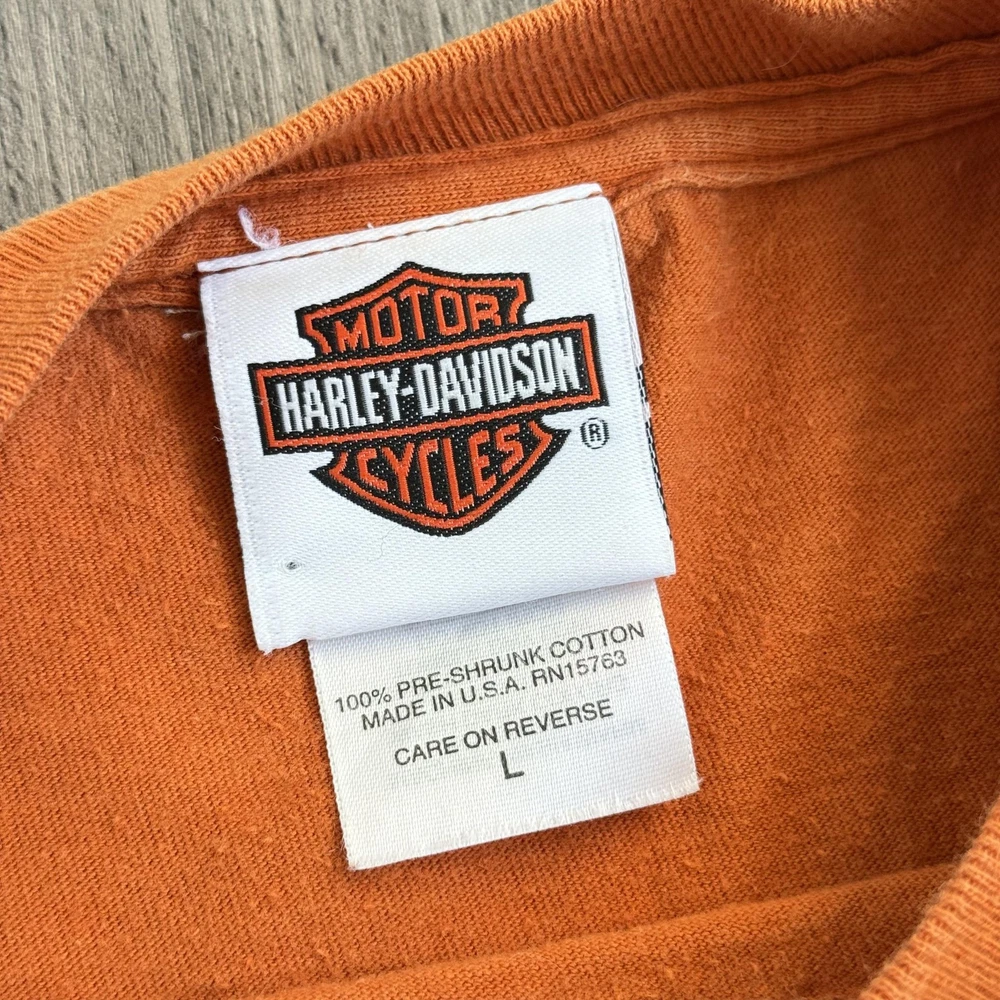 MOTOR
HARLEY-DAVIDSON
CYCLES
®
100% PRE-SHRUNK COTTON
MADE IN U.S.A. RN15763
CARE ON REVERSE
L